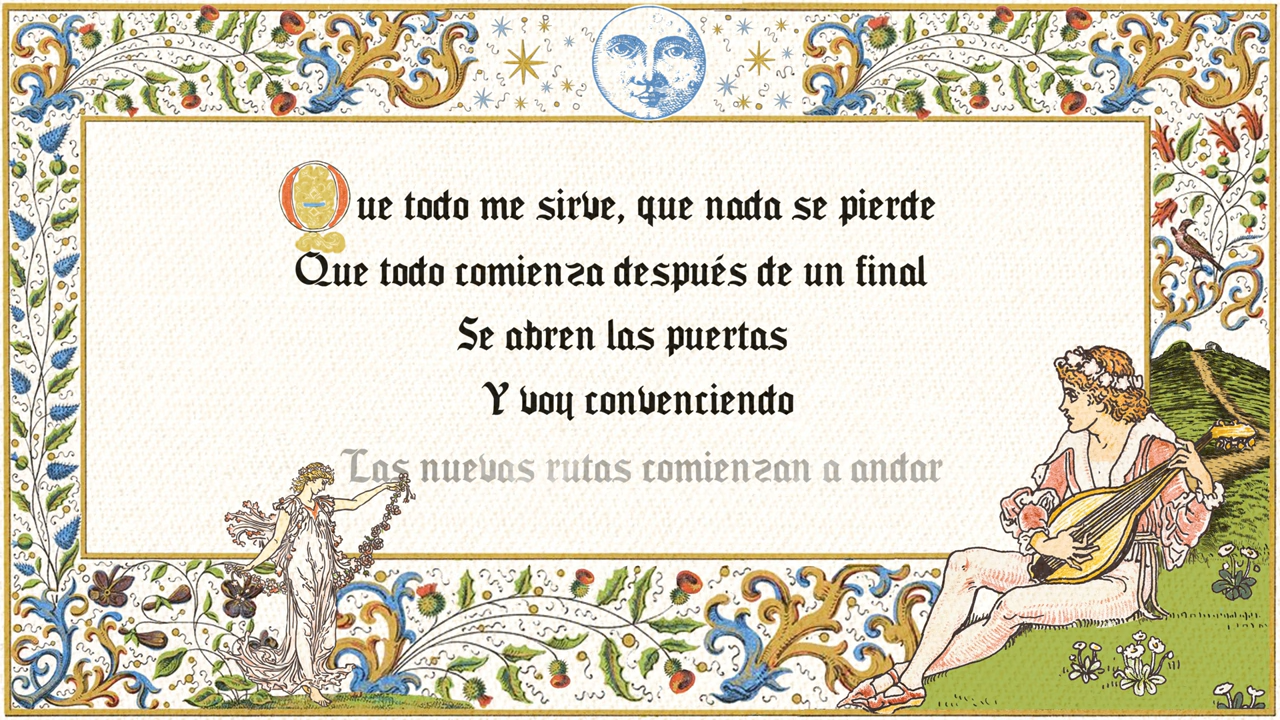 Que todo me sirve, que nada se pierde
Que todo comienza después de un final
Se abren las puertas
Y voy convenciendo
Las nuevas rutas comienzan a andar